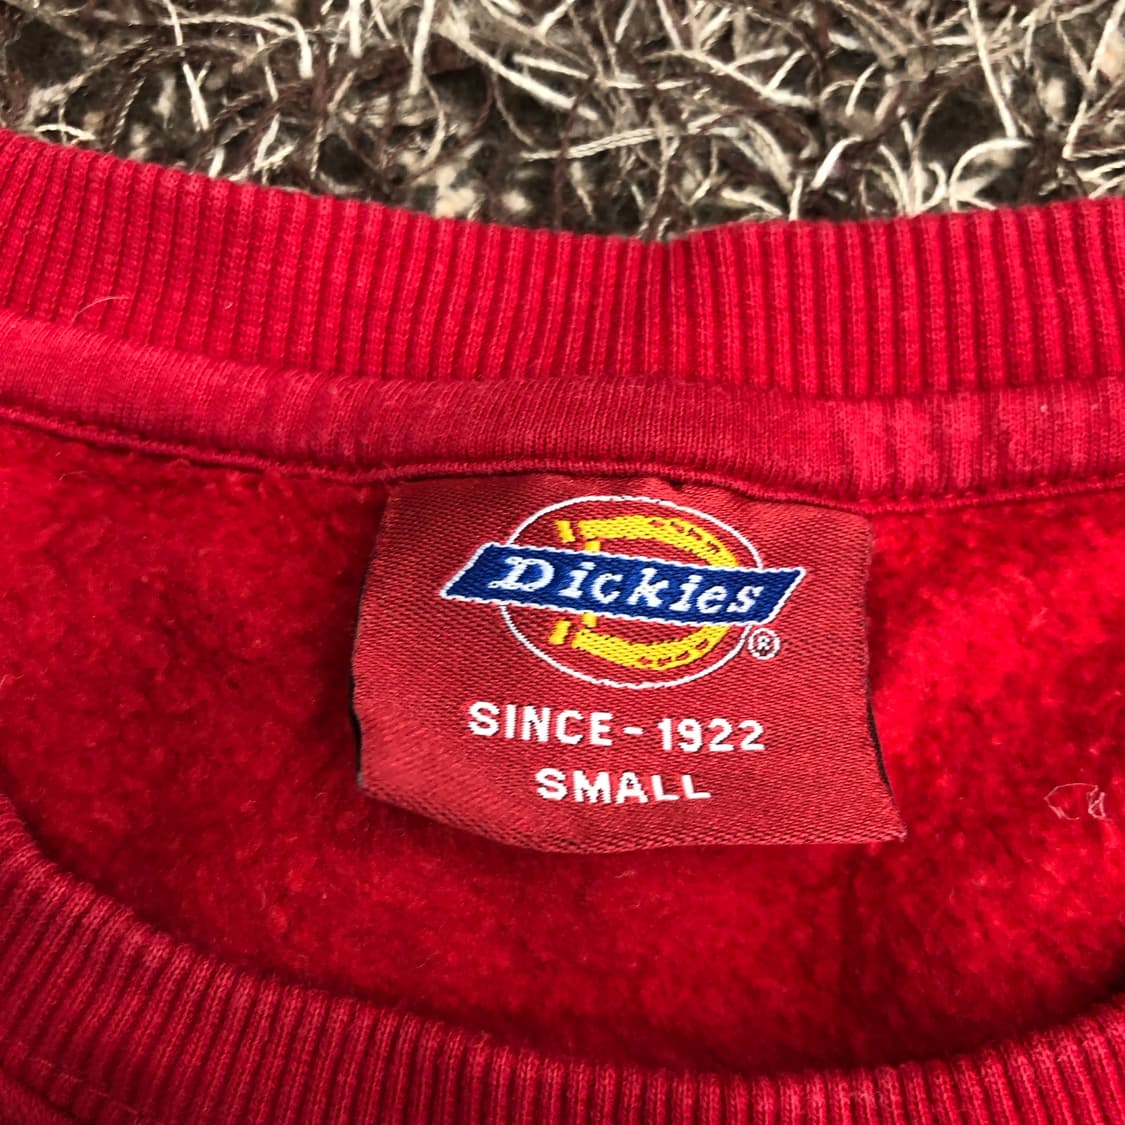 Dickies
®
SINCE - 1922
SMALL